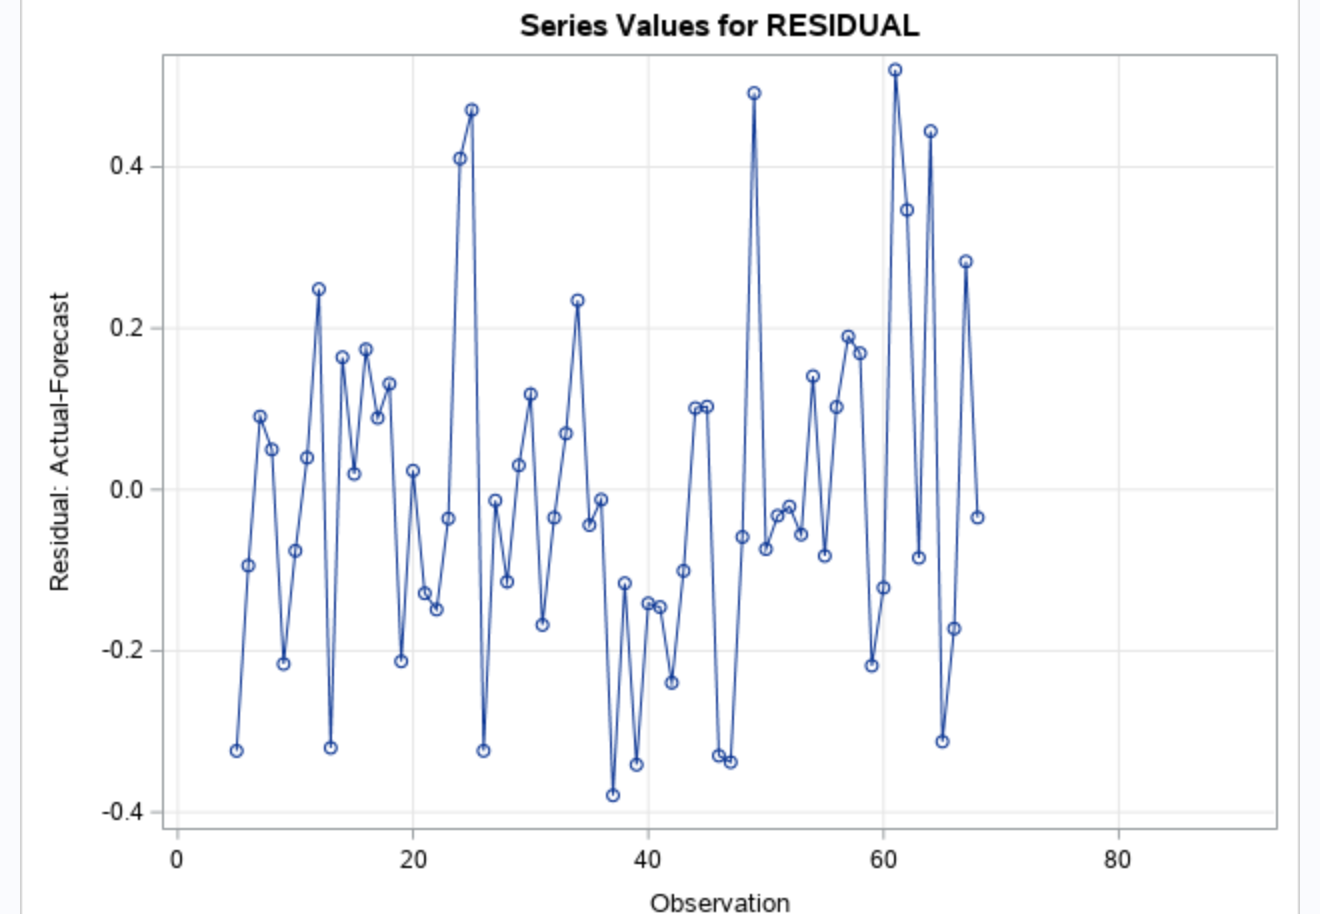 Series Values for RESIDUAL
Residual: Actual-Forecast
0.4
0.2
0.0
-0.2
-0.4
0 20 40 60 80
Observation